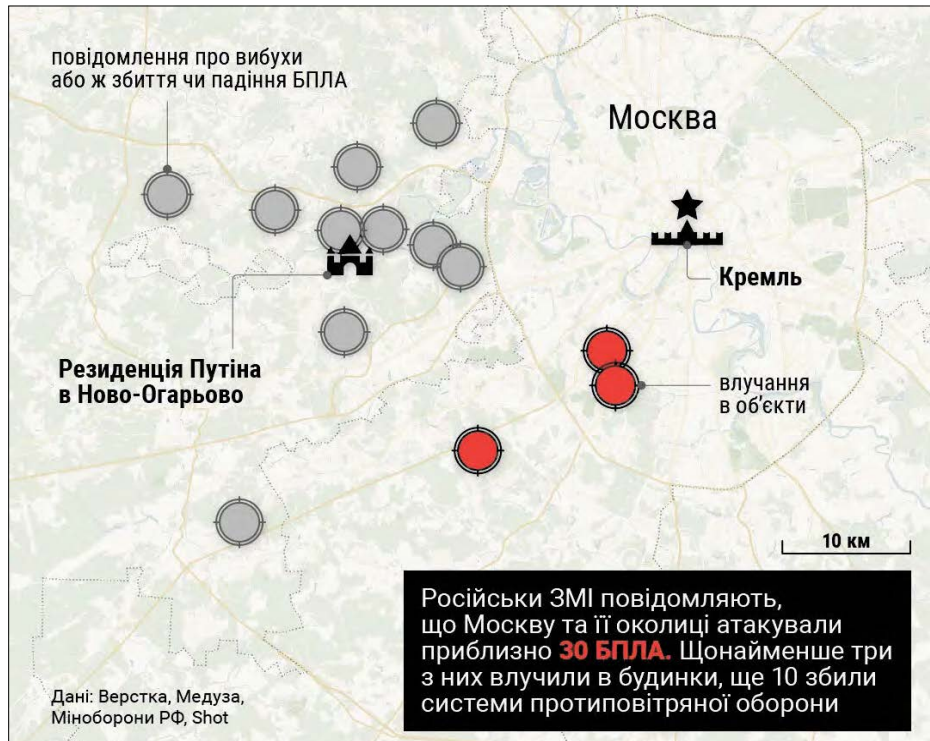 повідомлення про вибухи
або ж збиття чи падіння БПЛА
Москва
Кремль
Резиденція Путіна
в Ново-Огарьово
влучання
в об'єкти
10 км
Російськи ЗМІ повідомляють,
що Москву та її околиці атакували
приблизно 30 БПЛА. Щонайменше три
з них влучили в будинки, ще 10 збили
системи протиповітряної оборони
Дані: Верстка, Медуза,
Міноборони РФ, Shot